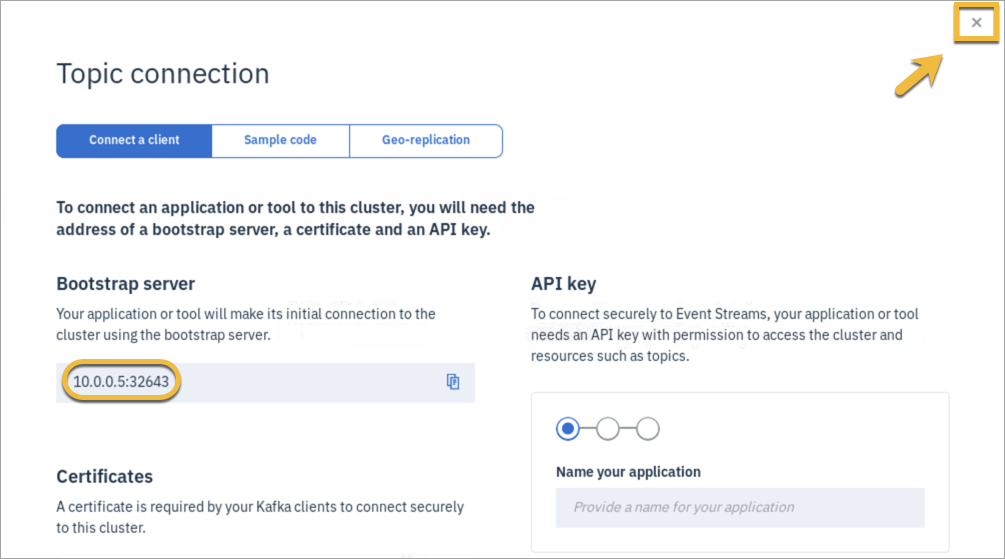 Topic connection
Connect a client
Sample code
Geo-replication
To connect an application or tool to this cluster, you will need the
address of a bootstrap server, a certificate and an API key.
Bootstrap server
Your application or tool will make its initial connection to the
cluster using the bootstrap server.
10.0.0.5:32643
Certificates
A certificate is required by your Kafka clients to connect securely
to this cluster.
API key
To connect securely to Event Streams, your application or tool
needs an API key with permission to access the cluster and
resources such as topics.
Name your application
Provide a name for your application